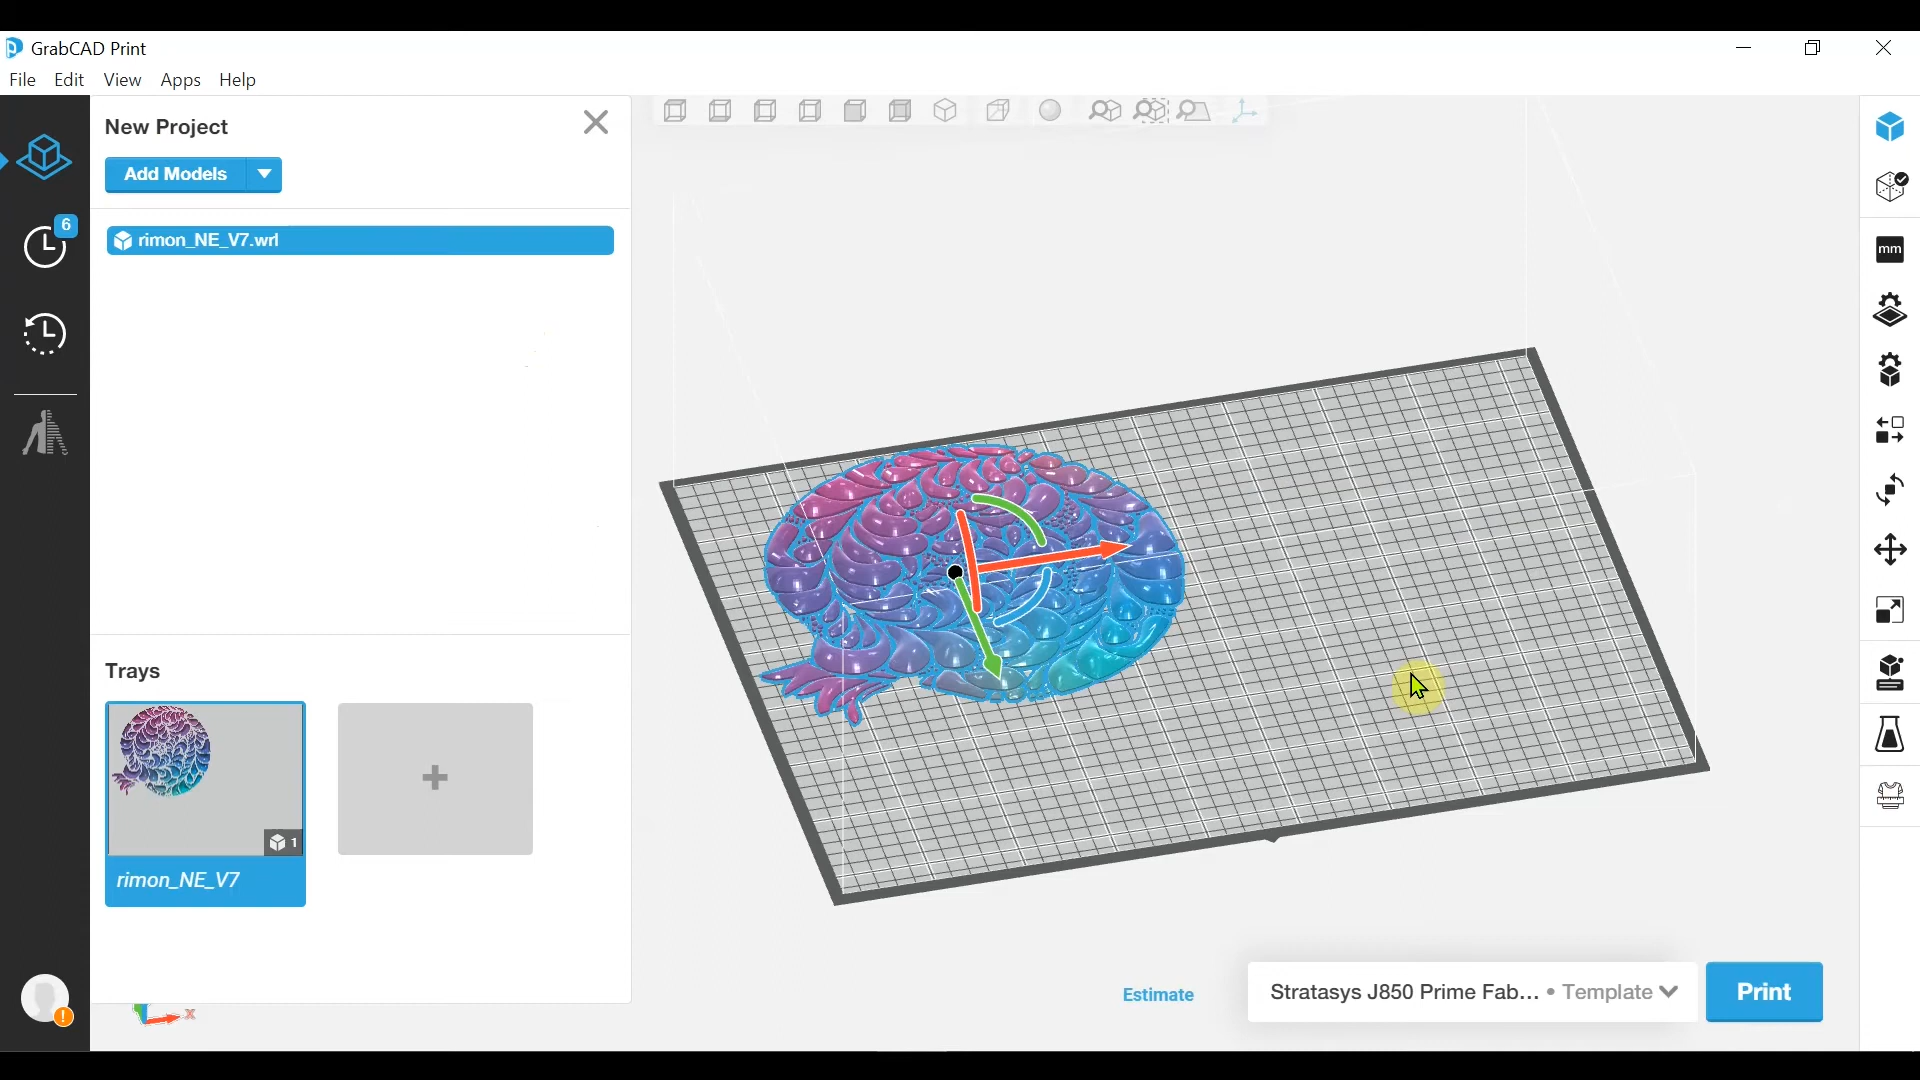 GrabCAD Print
File Edit View Apps Help
New Project
Add Models
6
mm
rimon_NE_V7.wrl
Trays
1
rimon_NE_V7
!
x
Estimate
Stratasys J850 Prime Fab... • Template
Print